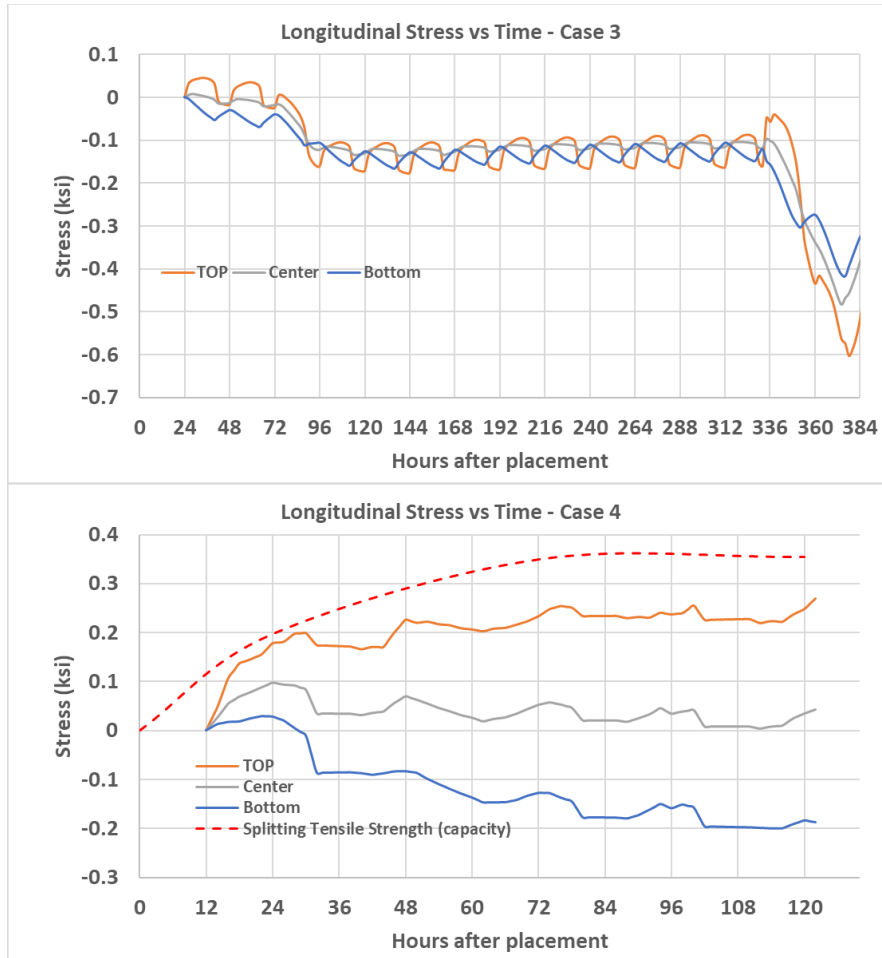 Longitudinal Stress vs Time - Case 3
0.1
0
-0.1
-0.2
-0.3
-0.4
-0.5
-0.6
-0.7
Stress (ksi)
TOP Center Bottom
0 24 48 72 96 120 144 168 192 216 240 264 288 312 336 360 384
Hours after placement
Longitudinal Stress vs Time - Case 4
0.4
0.3
0.2
0.1
0
-0.1
-0.2
-0.3
Stress (ksi)
TOP
Center
Bottom
Splitting Tensile Strength (capacity)
0 12 24 36 48 60 72 84 96 108 120
Hours after placement